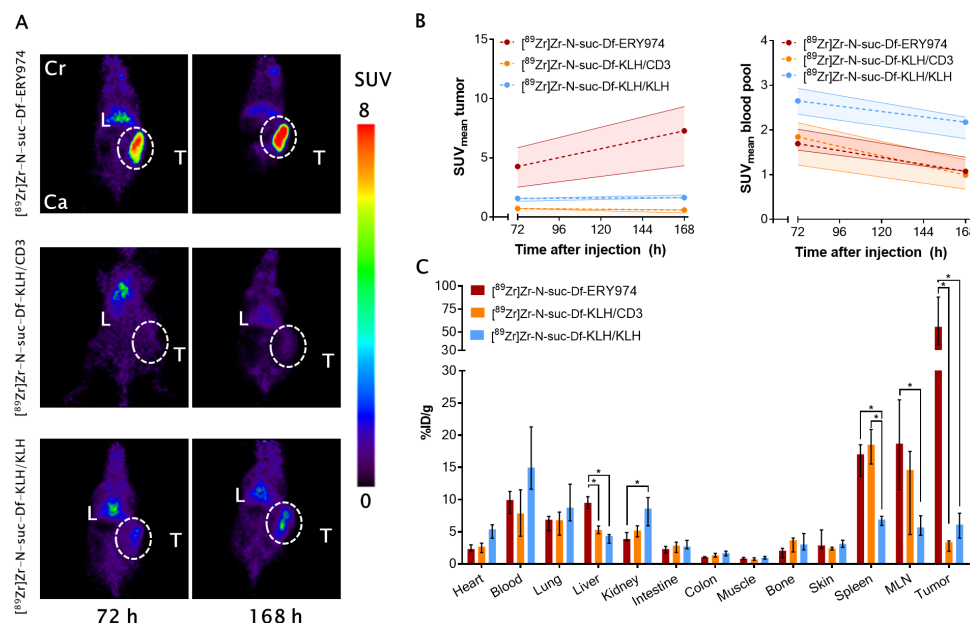 A
[⁸⁹Zr]Zr-N-suc-Df-ERY974
Cr
L
T
Ca
[⁸⁹Zr]Zr-N-suc-Df-KLH/CD3
L
T
[⁸⁹Zr]Zr-N-suc-Df-KLH/KLH
L
T
L
T
72 h
168 h
SUV
8
0
B
SUVmean tumor
15
10
5
0
[⁸⁹Zr]Zr-N-suc-Df-ERY974
[⁸⁹Zr]Zr-N-suc-Df-KLH/CD3
[⁸⁹Zr]Zr-N-suc-Df-KLH/KLH
72 96 120 144 168
Time after injection (h)
SUVmean blood pool
4
3
2
1
0
[⁸⁹Zr]Zr-N-suc-Df-ERY974
[⁸⁹Zr]Zr-N-suc-Df-KLH/CD3
[⁸⁹Zr]Zr-N-suc-Df-KLH/KLH
72 96 120 144 168
Time after injection (h)
C
%ID/g
100
75
50
30
30
20
15
10
5
0
[⁸⁹Zr]Zr-N-suc-Df-ERY974
[⁸⁹Zr]Zr-N-suc-Df-KLH/CD3
[⁸⁹Zr]Zr-N-suc-Df-KLH/KLH
* * * * * * * *
Heart Blood Lung Liver Kidney Intestine Colon Muscle Bone Skin Spleen MLN Tumor